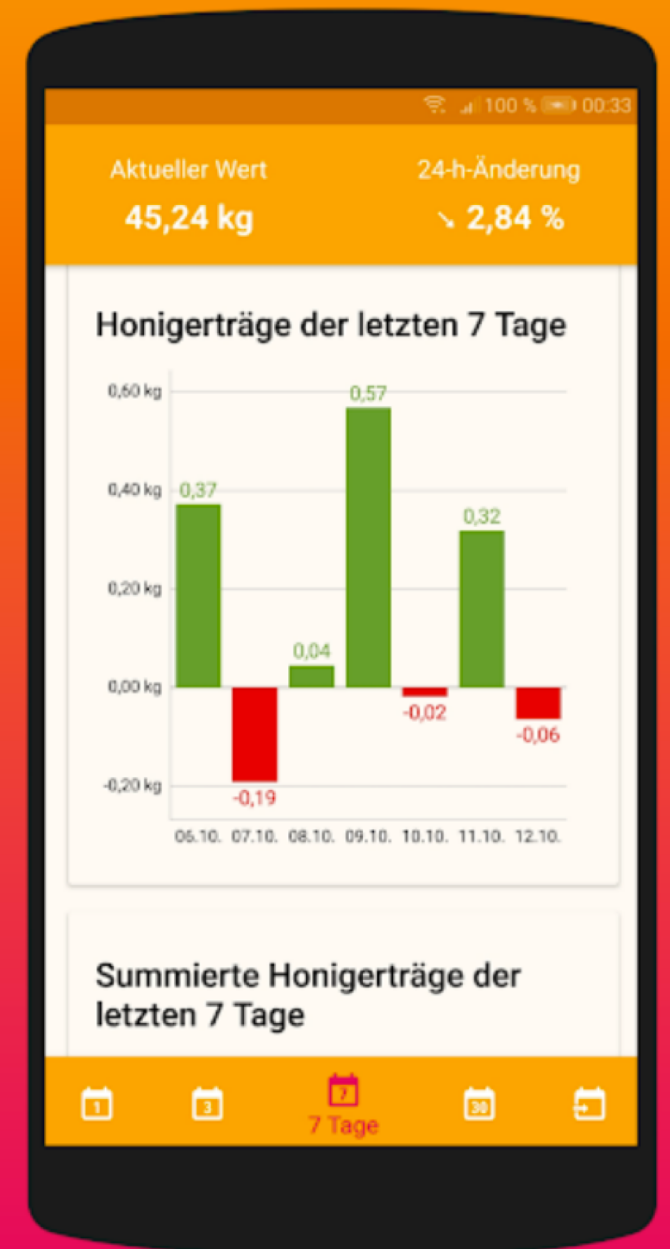 100 % 00:33
Aktueller Wert 24-h-Änderung
45,24 kg ↘ 2,84 %
Honigerträge der letzten 7 Tage
0,60 kg
0,57
0,40 kg
0,37
0,32
0,20 kg
0,04
0,00 kg
-0,02
-0,06
-0,20 kg
-0,19
06.10. 07.10. 08.10. 09.10. 10.10. 11.10. 12.10.
Summierte Honigerträge der
letzten 7 Tage
1 3 7 30
7 Tage